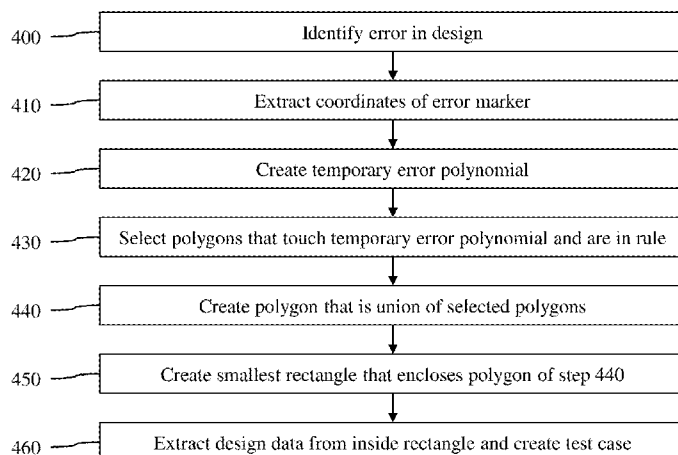 400 Identify error in design
410 Extract coordinates of error marker
420 Create temporary error polynomial
430 Select polygons that touch temporary error polynomial and are in rule
440 Create polygon that is union of selected polygons
450 Create smallest rectangle that encloses polygon of step 440
460 Extract design data from inside rectangle and create test case